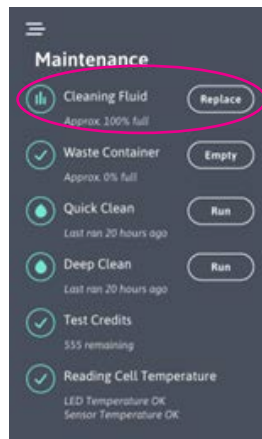 Maintenance
Cleaning Fluid
Replace
Approx. 100% full
Waste Container
Empty
Approx. 0% full
Quick Clean
Run
Last ran 20 hours ago
Deep Clean
Run
Last ran 20 hours ago
Test Credits
555 remaining
Reading Cell Temperature
LED Temperature OK
Sensor Temperature OK